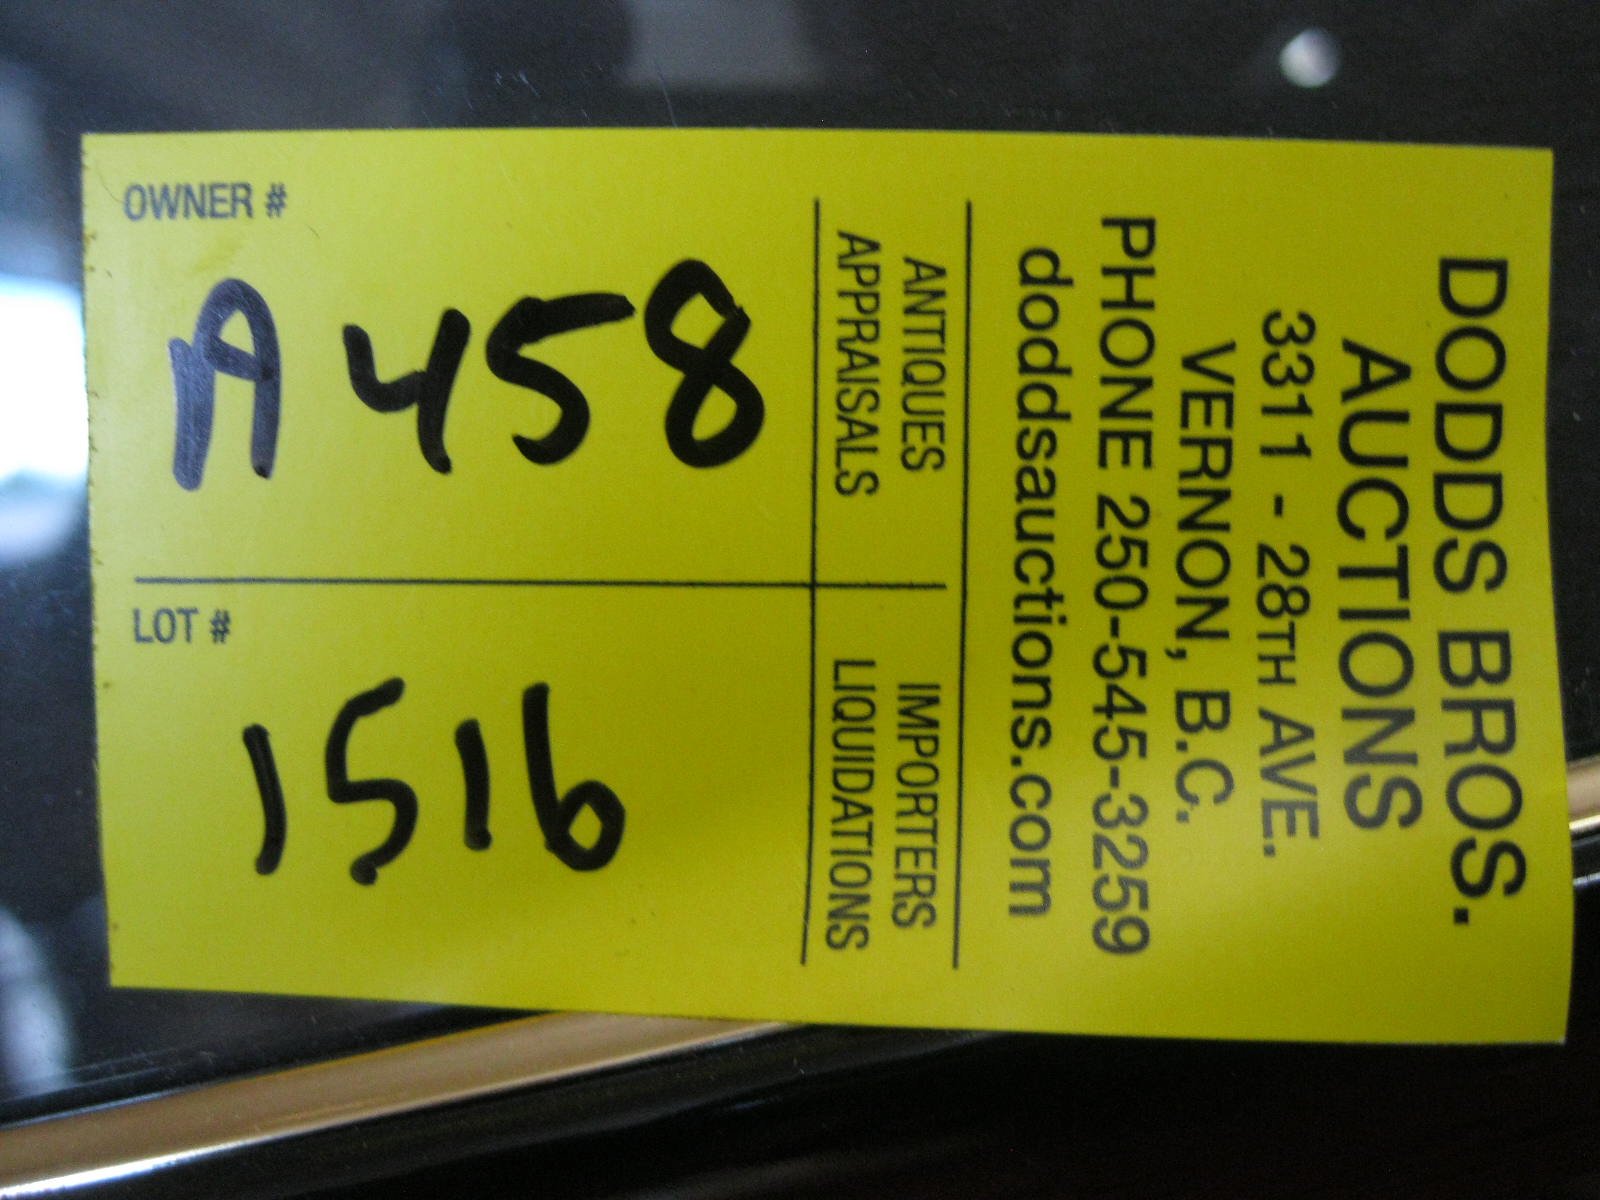 DODDS BROS.
AUCTIONS
3311 - 28TH AVE.
VERNON, B.C.
PHONE 250-545-3259
doddsauctions.com
ANTIQUES
APPRAISALS
IMPORTERS
LIQUIDATIONS
OWNER #
A458
LOT #
1516